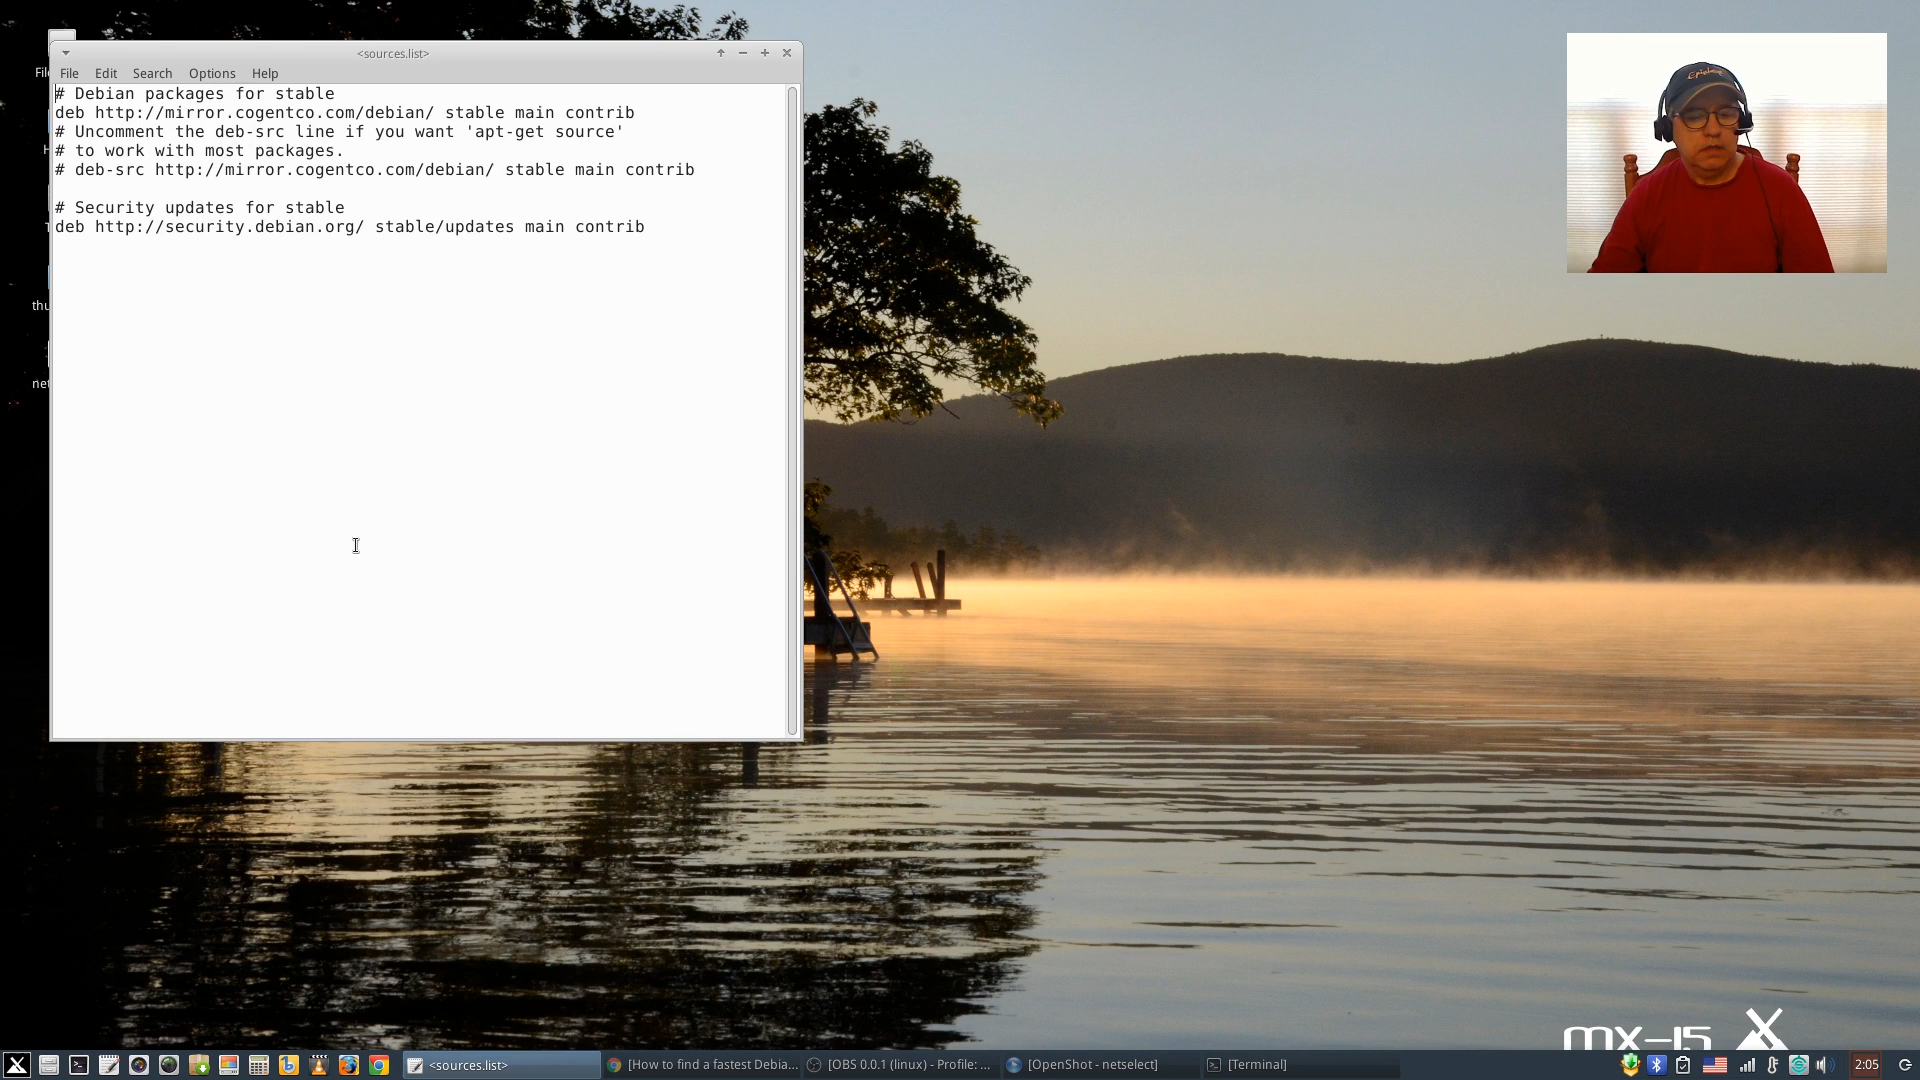 <sources.list>
File Edit Search Options Help
# Debian packages for stable
deb http://mirror.cogentco.com/debian/ stable main contrib
# Uncomment the deb-src line if you want 'apt-get source'
# to work with most packages.
# deb-src http://mirror.cogentco.com/debian/ stable main contrib
# Security updates for stable
deb http://security.debian.org/ stable/updates main contrib
thu
net
mx-15
<sources.list>
[How to find a fastest Debia...
[OBS 0.0.1 (linux) - Profile: ...
[OpenShot - netselect]
[Terminal]
2:05